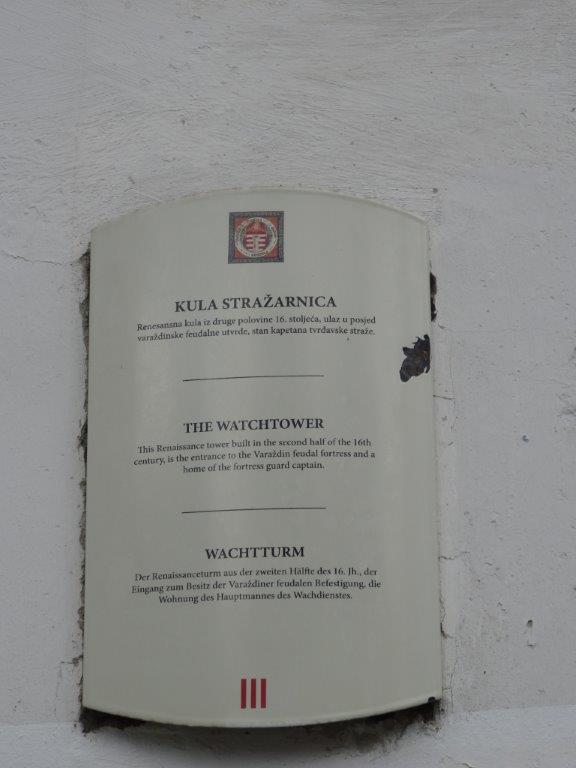 KULA STRAŽARNICA
Renesansna kula iz druge polovine 16. stoljeća, ulaz u posjed
varaždinske feudalne utvrde, stan kapetana tvrđavske straže.
THE WATCHTOWER
This Renaissance tower built in the second half of the 16th
century, is the entrance to the Varaždin feudal fortress and a
home of the fortress guard captain.
WACHTTURM
Der Renaissanceturm aus der zweiten Hälfte des 16. Jh., der
Eingang zum Besitz der Varaždiner feudalen Befestigung, die
Wohnung des Hauptmannes des Wachdienstes.
III